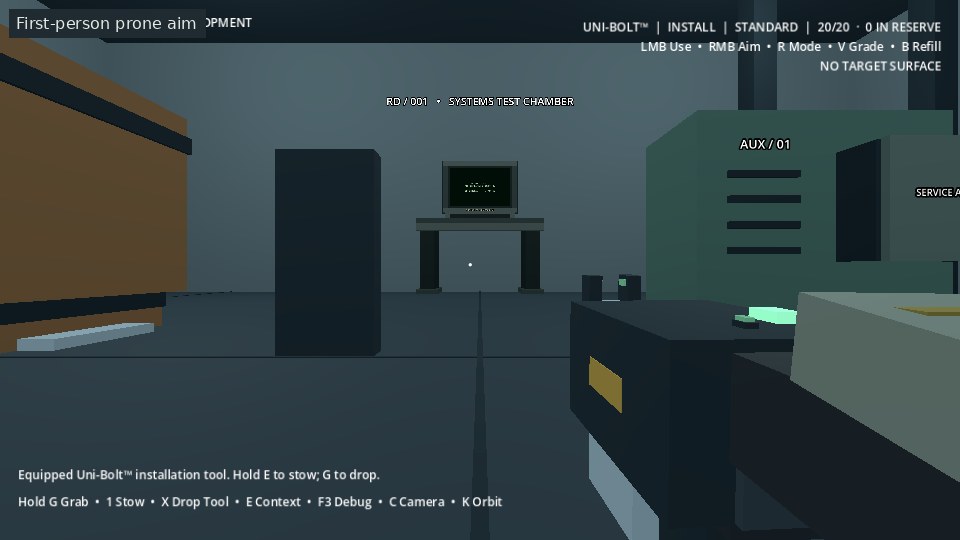 First-person prone aim
OPMENT
UNI-BOLT™ | INSTALL | STANDARD | 20/20 · 0 IN RESERVE
LMB Use • RMB Aim • R Mode • V Grade • B Refill
NO TARGET SURFACE
RD / 001 • SYSTEMS TEST CHAMBER
AUX / 01
SERVICE A
Equipped Uni-Bolt™ installation tool. Hold E to stow; G to drop.
Hold G Grab • 1 Stow • X Drop Tool • E Context • F3 Debug • C Camera • K Orbit